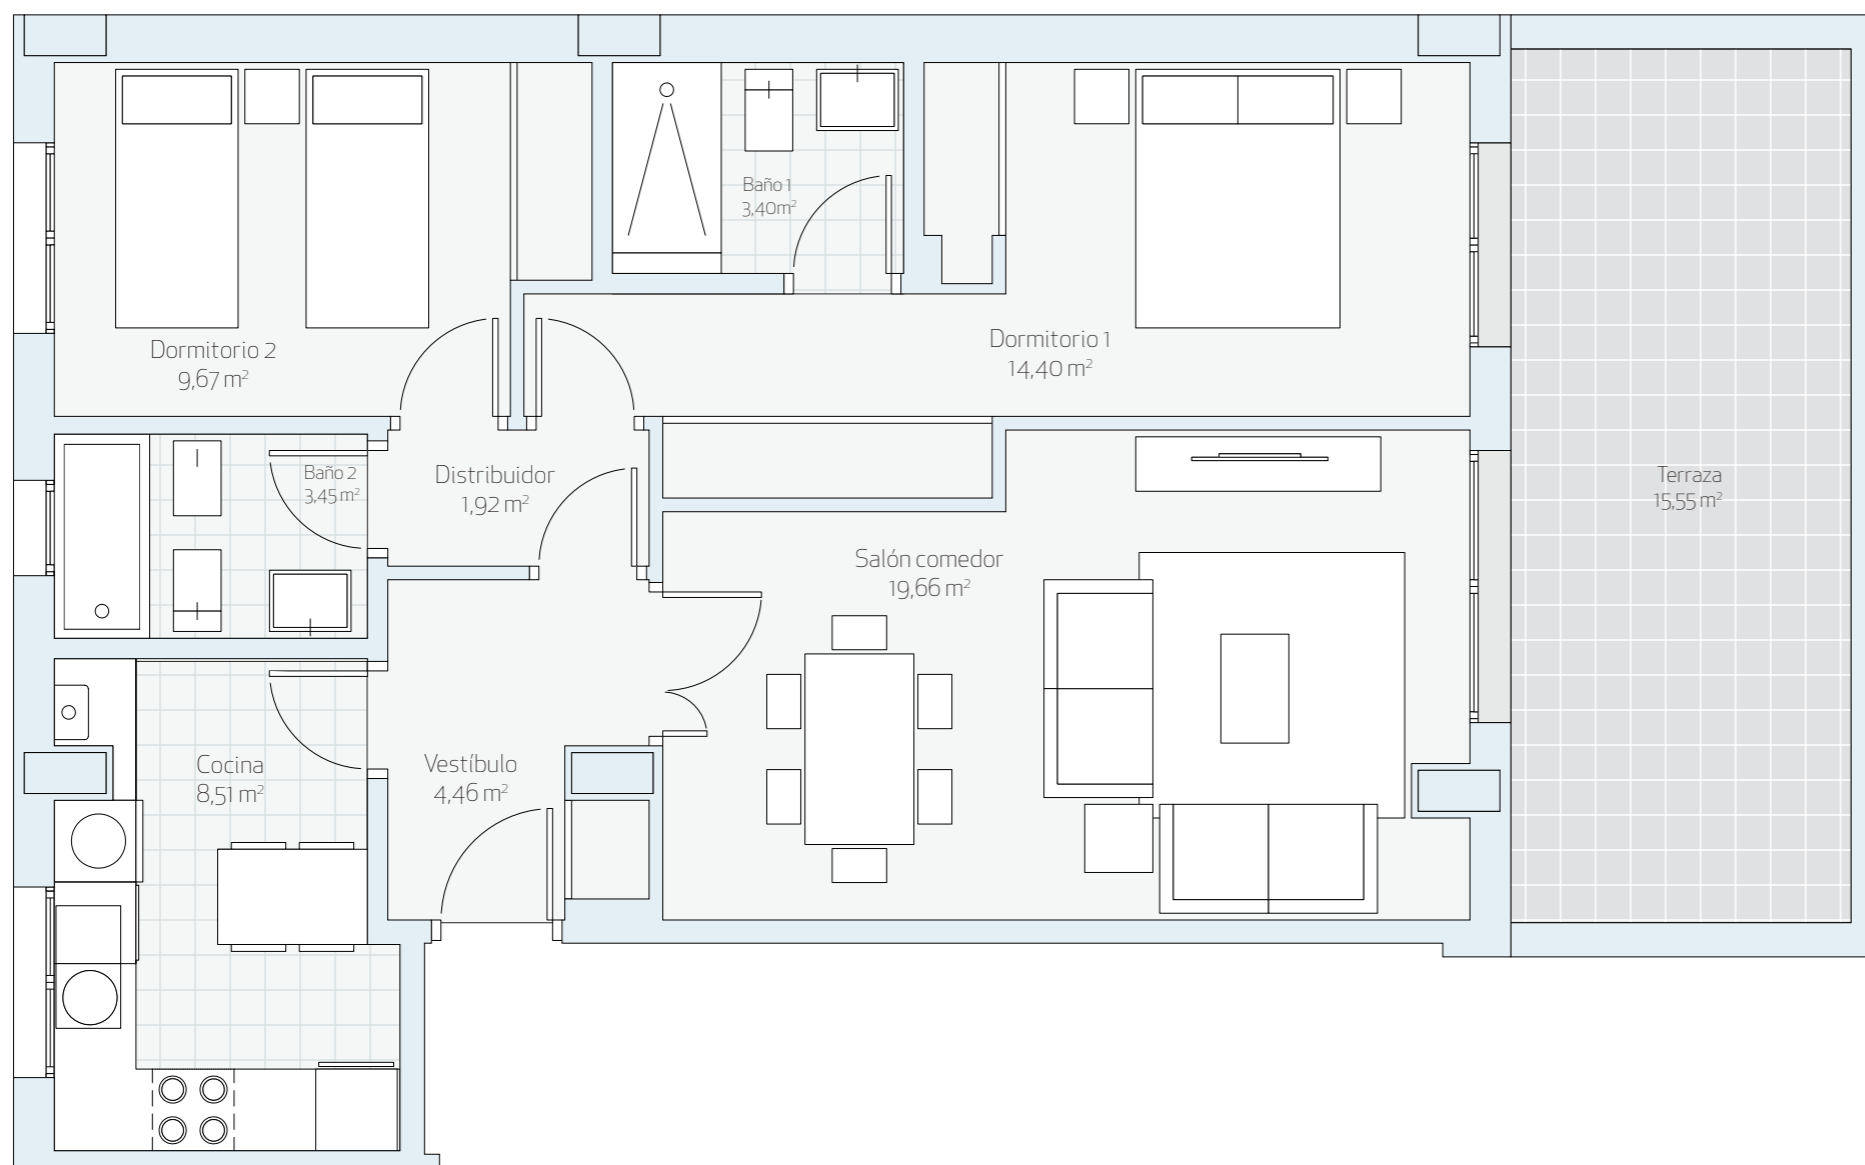 Baño 1
3,40m²
Dormitorio 2
9,67 m²
Dormitorio 1
14,40 m²
Baño 2
3,45 m²
Distribuidor
1,92 m²
Terraza
15,55 m²
Salón comedor
19,66 m²
Cocina
8,51 m²
Vestíbulo
4,46 m²